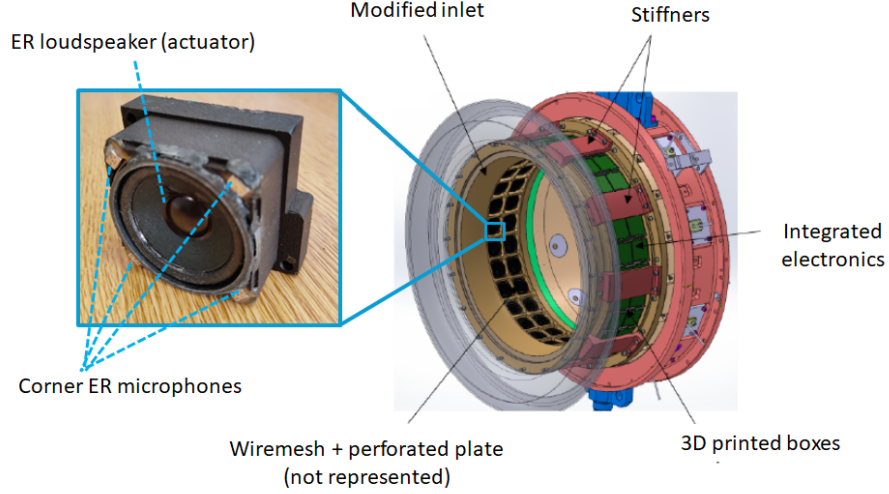 Modified inlet
Stiffners
ER loudspeaker (actuator)
Integrated
electronics
Corner ER microphones
Wiremesh + perforated plate
(not represented)
3D printed boxes